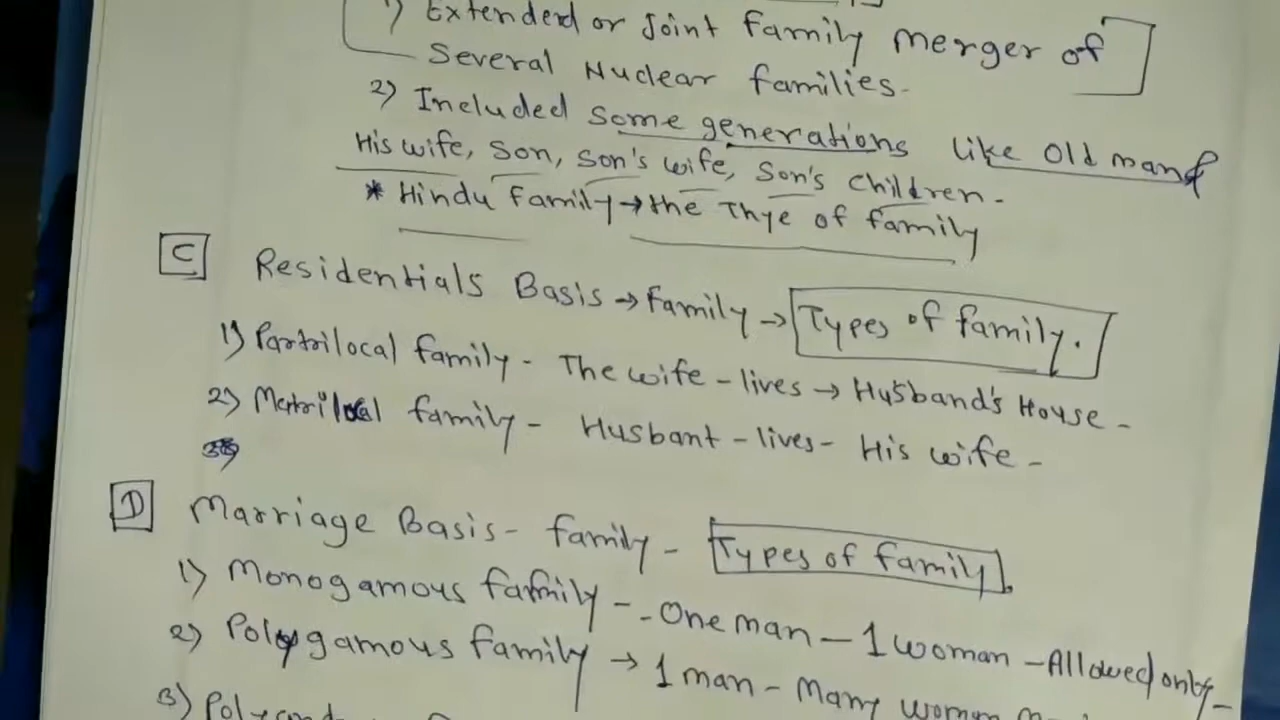 1) Extended or Joint family merger of
Several Nuclear families.
2) Included Some generations like Old man
His wife, Son, Son's wife, Son's Children.
* Hindu family → the Thye of family
C Residentials Basis → family → Types of family.
1) Partrilocal family - The wife - lives → Husband's House -
2) Matrilocal family - Husbant - lives - His wife -
D Marriage Basis - family - Types of family.
1) Monogamous family - - One man - 1 woman - Allowed only -
2) Polygamous family → 1 man - Many women
3)